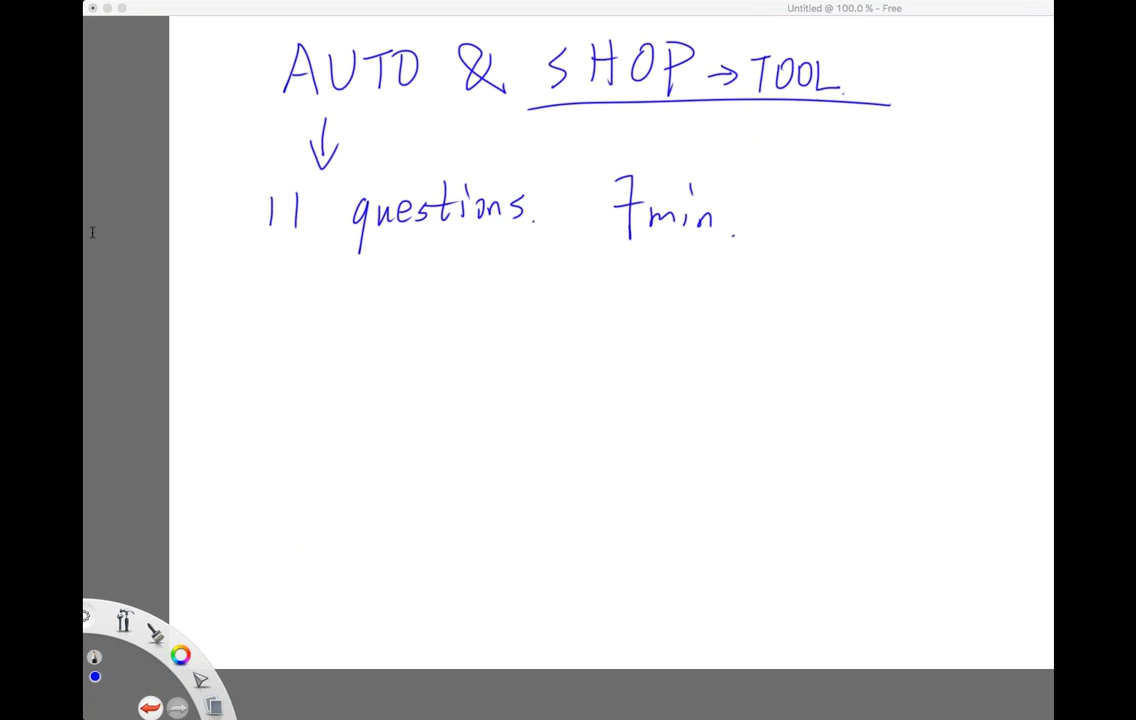 Untitled @ 100.0 % - Free
AUTO & SHOP → TOOL.
↓
11 questions. 7min.